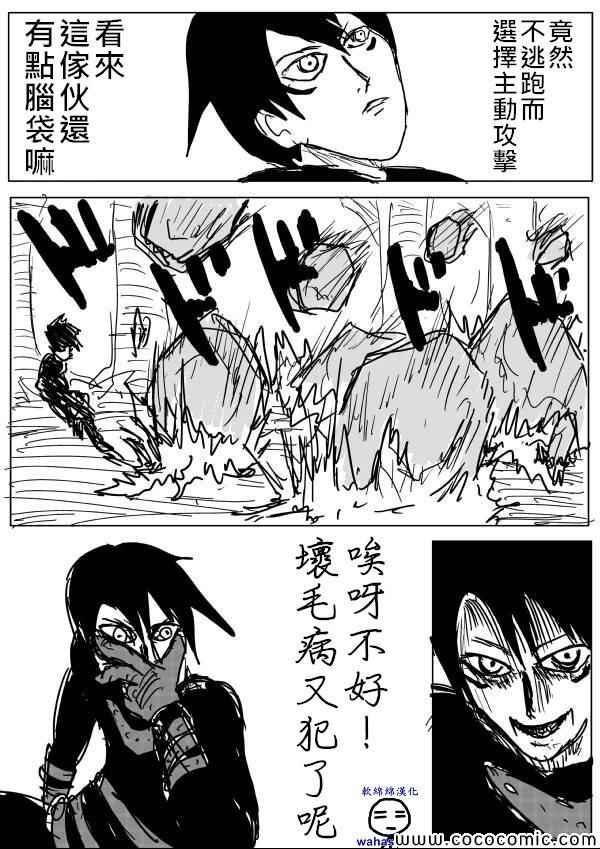 竟然
不逃跑而
選擇主動攻擊
看來
這傢伙還
有點腦袋嘛
ドドドドド
唉呀不好！
壞毛病又犯了呢
軟綿綿漢化
wahas
www.cococomic.com